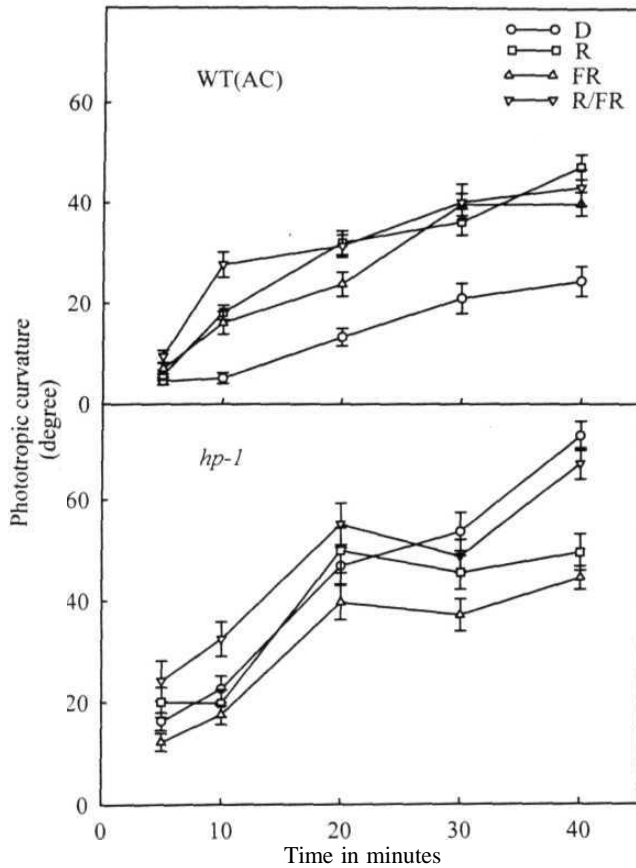 D
R
FR
R/FR
WT(AC)
60
40
20
0
Phototropic curvature
(degree)
hp-1
60
40
20
0
0 10 20 30 40
Time in minutes